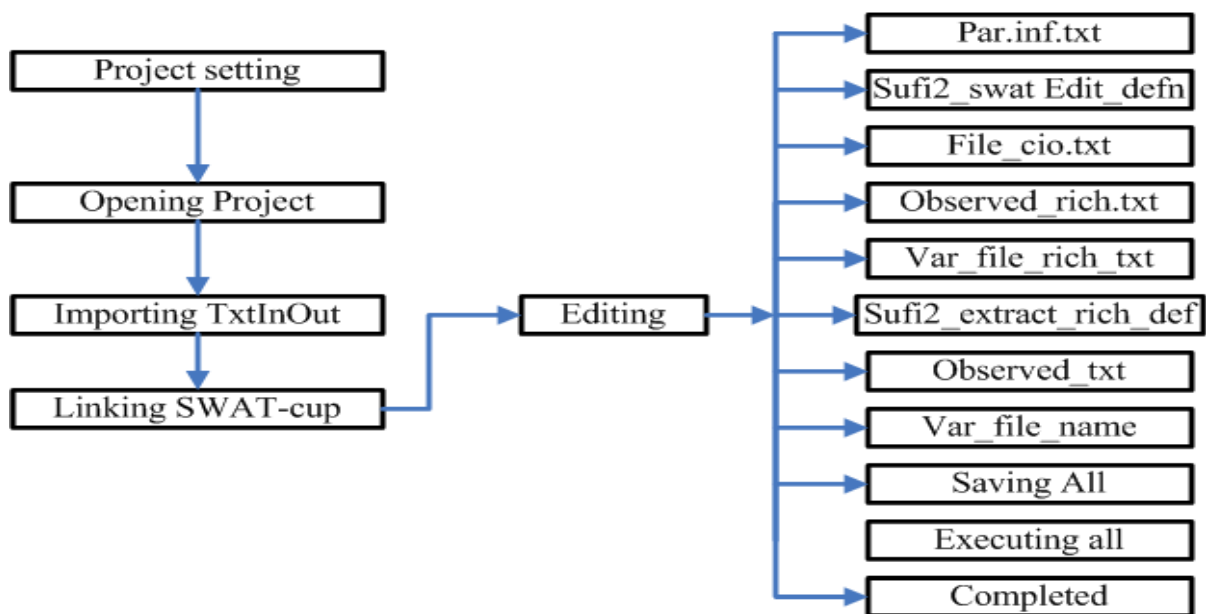 Project setting
Opening Project
Importing TxtInOut
Linking SWAT-cup
Editing
Par.inf.txt
Sufi2_swat Edit_defn
File_cio.txt
Observed_rich.txt
Var_file_rich_txt
Sufi2_extract_rich_def
Observed_txt
Var_file_name
Saving All
Executing all
Completed